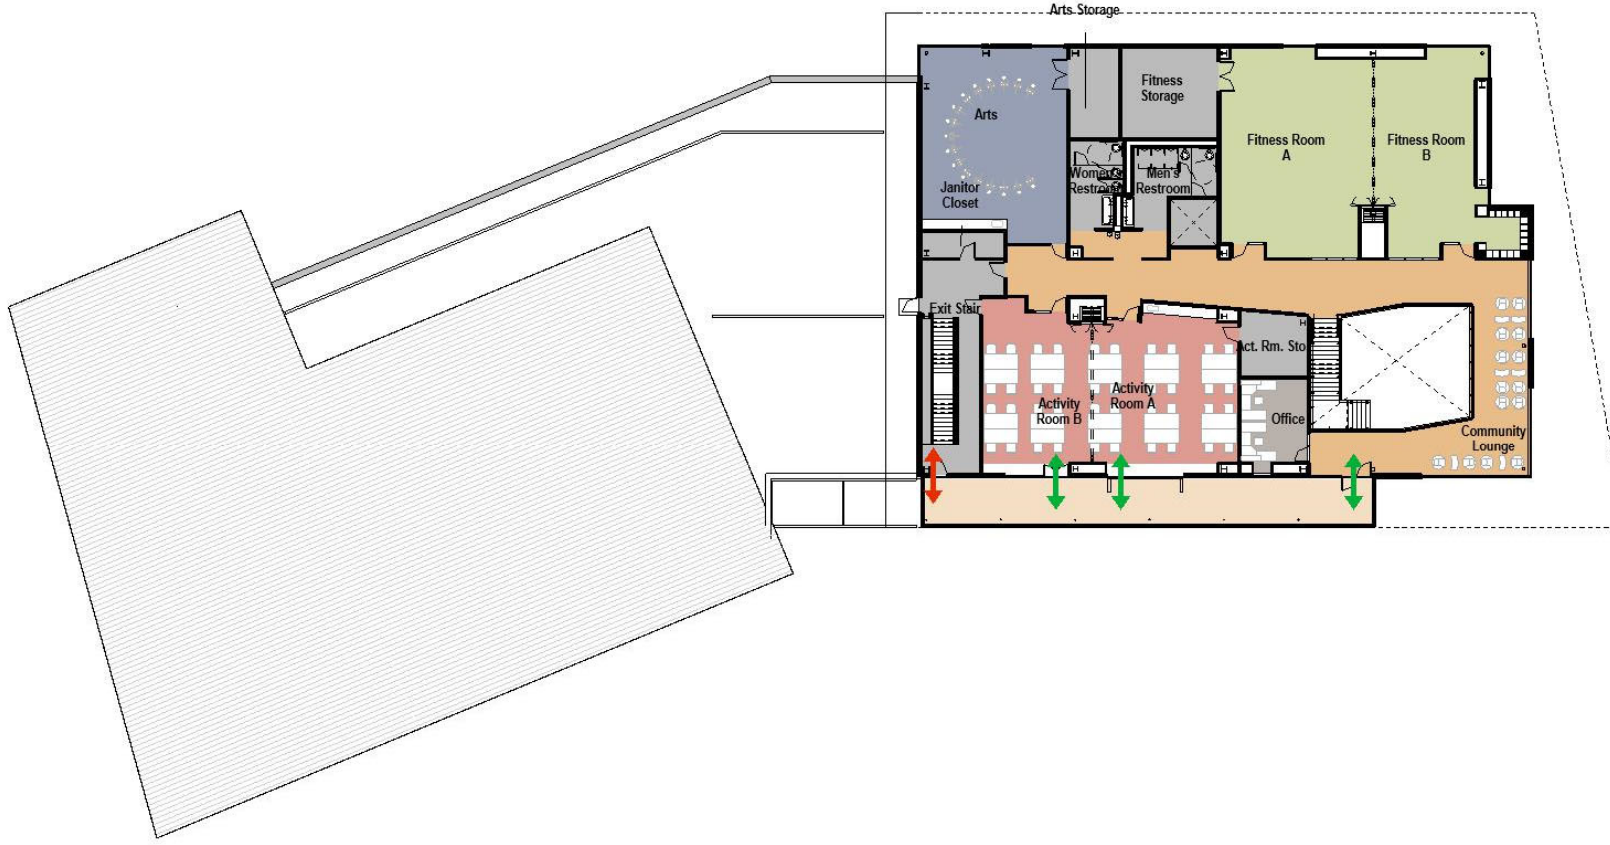 Arts Storage
Fitness
Storage
Arts
Fitness Room
A
Fitness Room
B
Women's
Restroom
Men's
Restroom
Janitor
Closet
Exit Stair
Act. Rm. Sto
Activity
Room A
Activity
Room B
Office
Community
Lounge